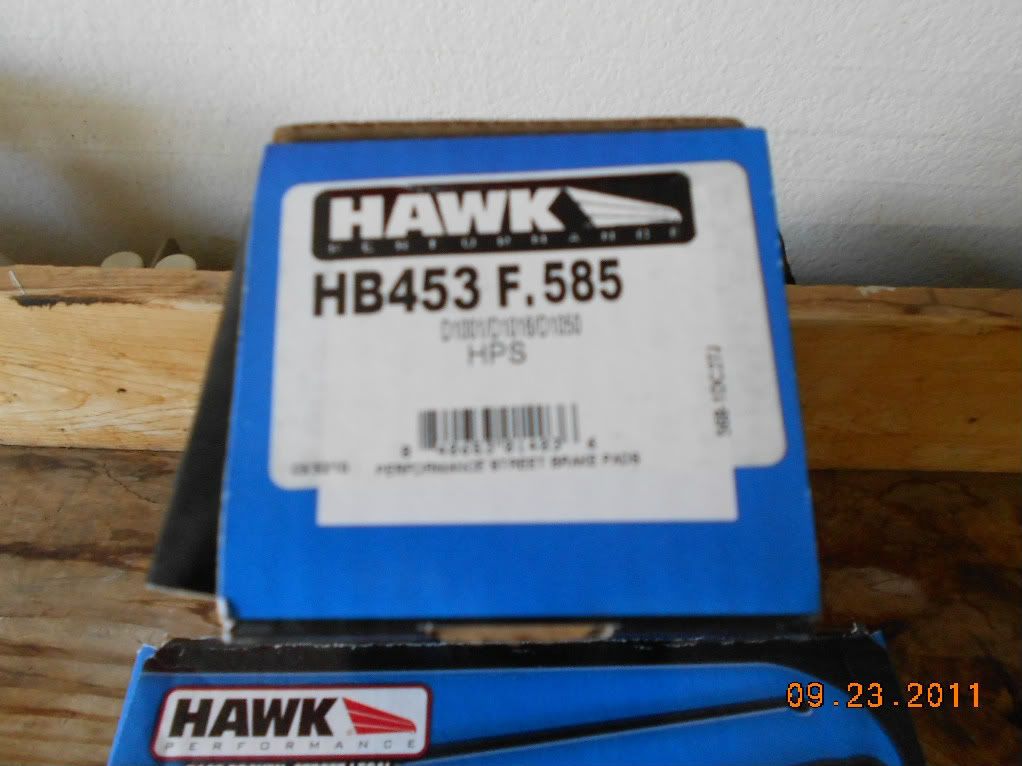 HAWK
PERFORMANCE
HB453 F.585
D1001/D1016/D1050
HPS
PERFORMANCE STREET BRAKE PADS
HAWK
PERFORMANCE
09.23.2011